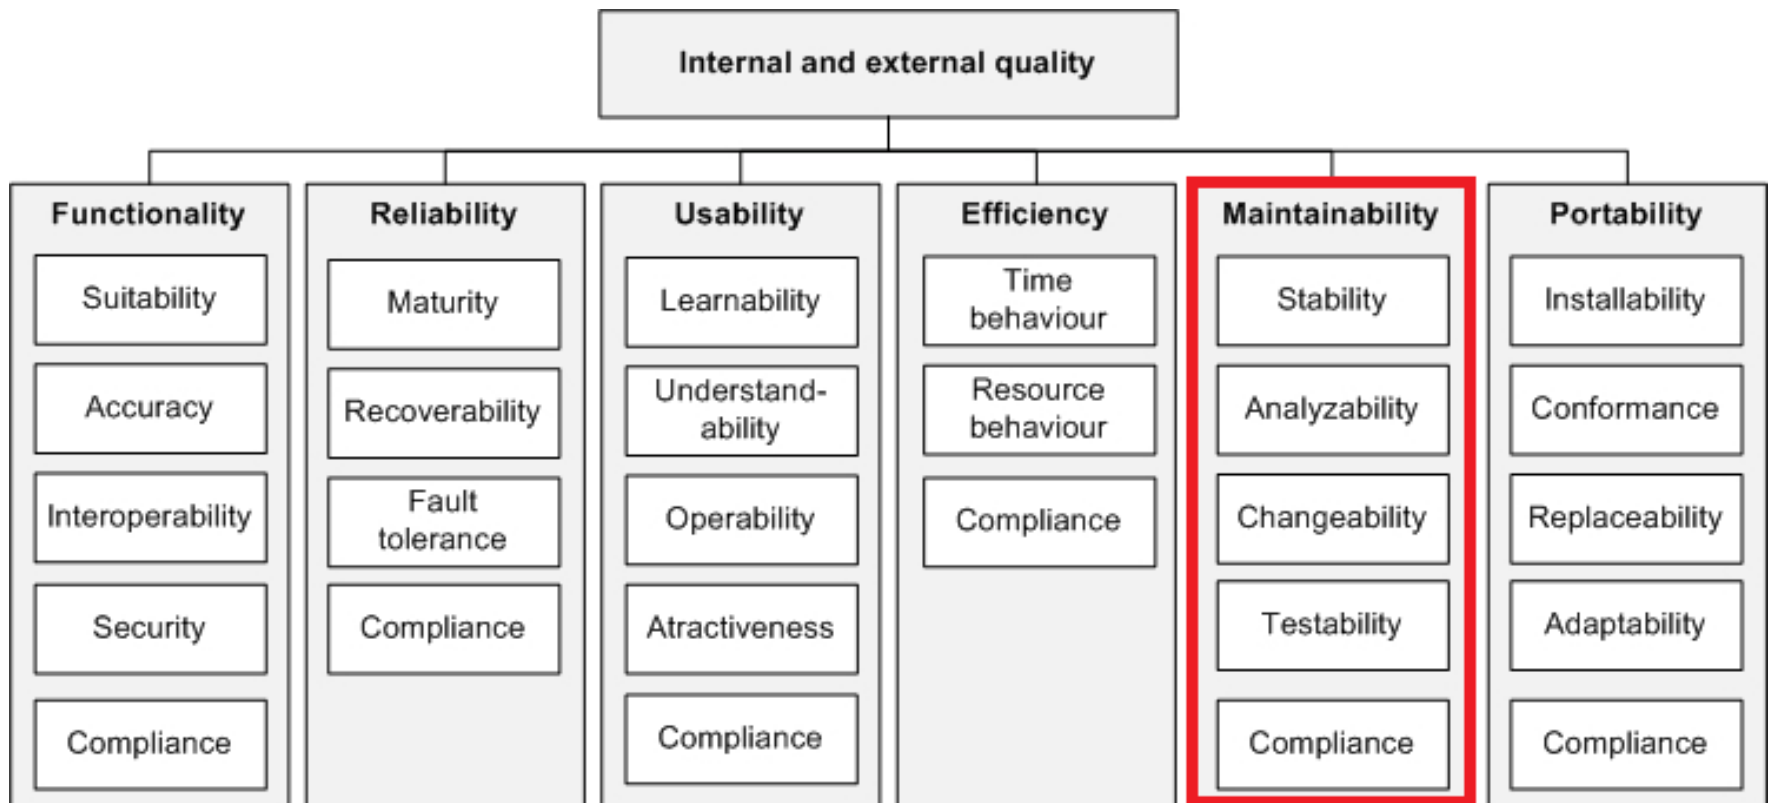 Internal and external quality
Functionality
Suitability
Accuracy
Interoperability
Security
Compliance
Reliability
Maturity
Recoverability
Fault
tolerance
Compliance
Usability
Learnability
Understand-
ability
Operability
Atractiveness
Compliance
Efficiency
Time
behaviour
Resource
behaviour
Compliance
Maintainability
Stability
Analyzability
Changeability
Testability
Compliance
Portability
Installability
Conformance
Replaceability
Adaptability
Compliance